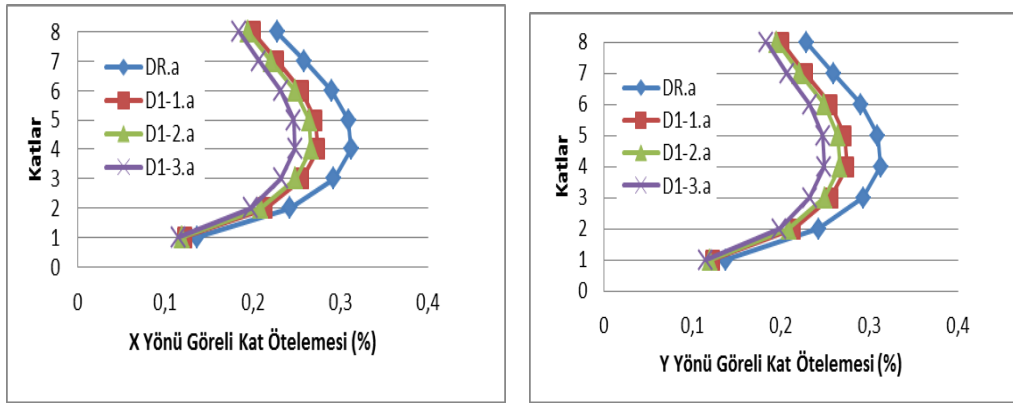 8
7
6
5
4
3
2
1
0
Katlar
DR.a
D1-1.a
D1-2.a
D1-3.a
0 0,1 0,2 0,3 0,4
X Yönü Göreli Kat Ötelemesi (%)
8
7
6
5
4
3
2
1
0
Katlar
DR.a
D1-1.a
D1-2.a
D1-3.a
0 0,1 0,2 0,3 0,4
Y Yönü Göreli Kat Ötelemesi (%)